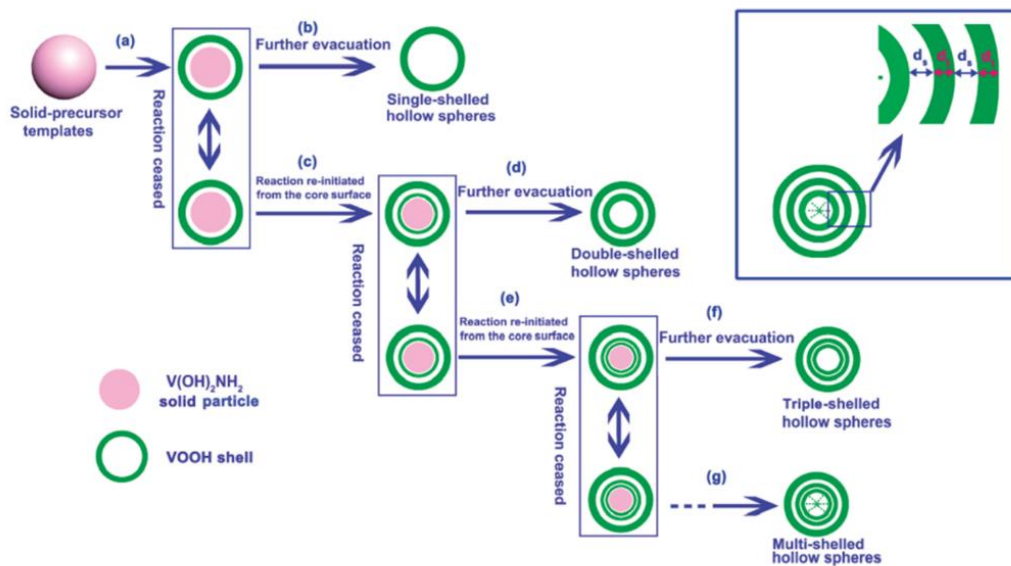 (a)
Solid-precursor
templates
Reaction ceased
(b)
Further evacuation
Single-shelled
hollow spheres
(c)
Reaction re-initiated
from the core surface
Reaction ceased
(d)
Further evacuation
Double-shelled
hollow spheres
(e)
Reaction re-initiated
from the core surface
Reaction ceased
(f)
Further evacuation
Triple-shelled
hollow spheres
(g)
Multi-shelled
hollow spheres
V(OH)₂NH₂
solid particle
VOOH shell
dₛ dₜ dₛ dₜ